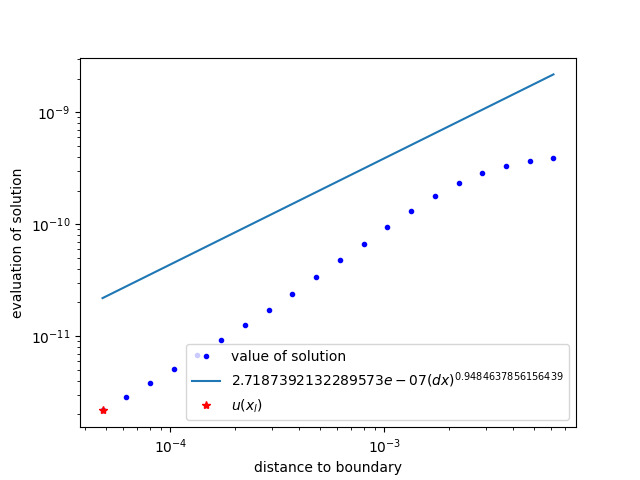 10⁻⁹
10⁻¹⁰
10⁻¹¹
evaluation of solution
value of solution
2.7187392132289573e − 07(dx)^0.9484637856156439
u(x_l)
10⁻⁴
10⁻³
distance to boundary